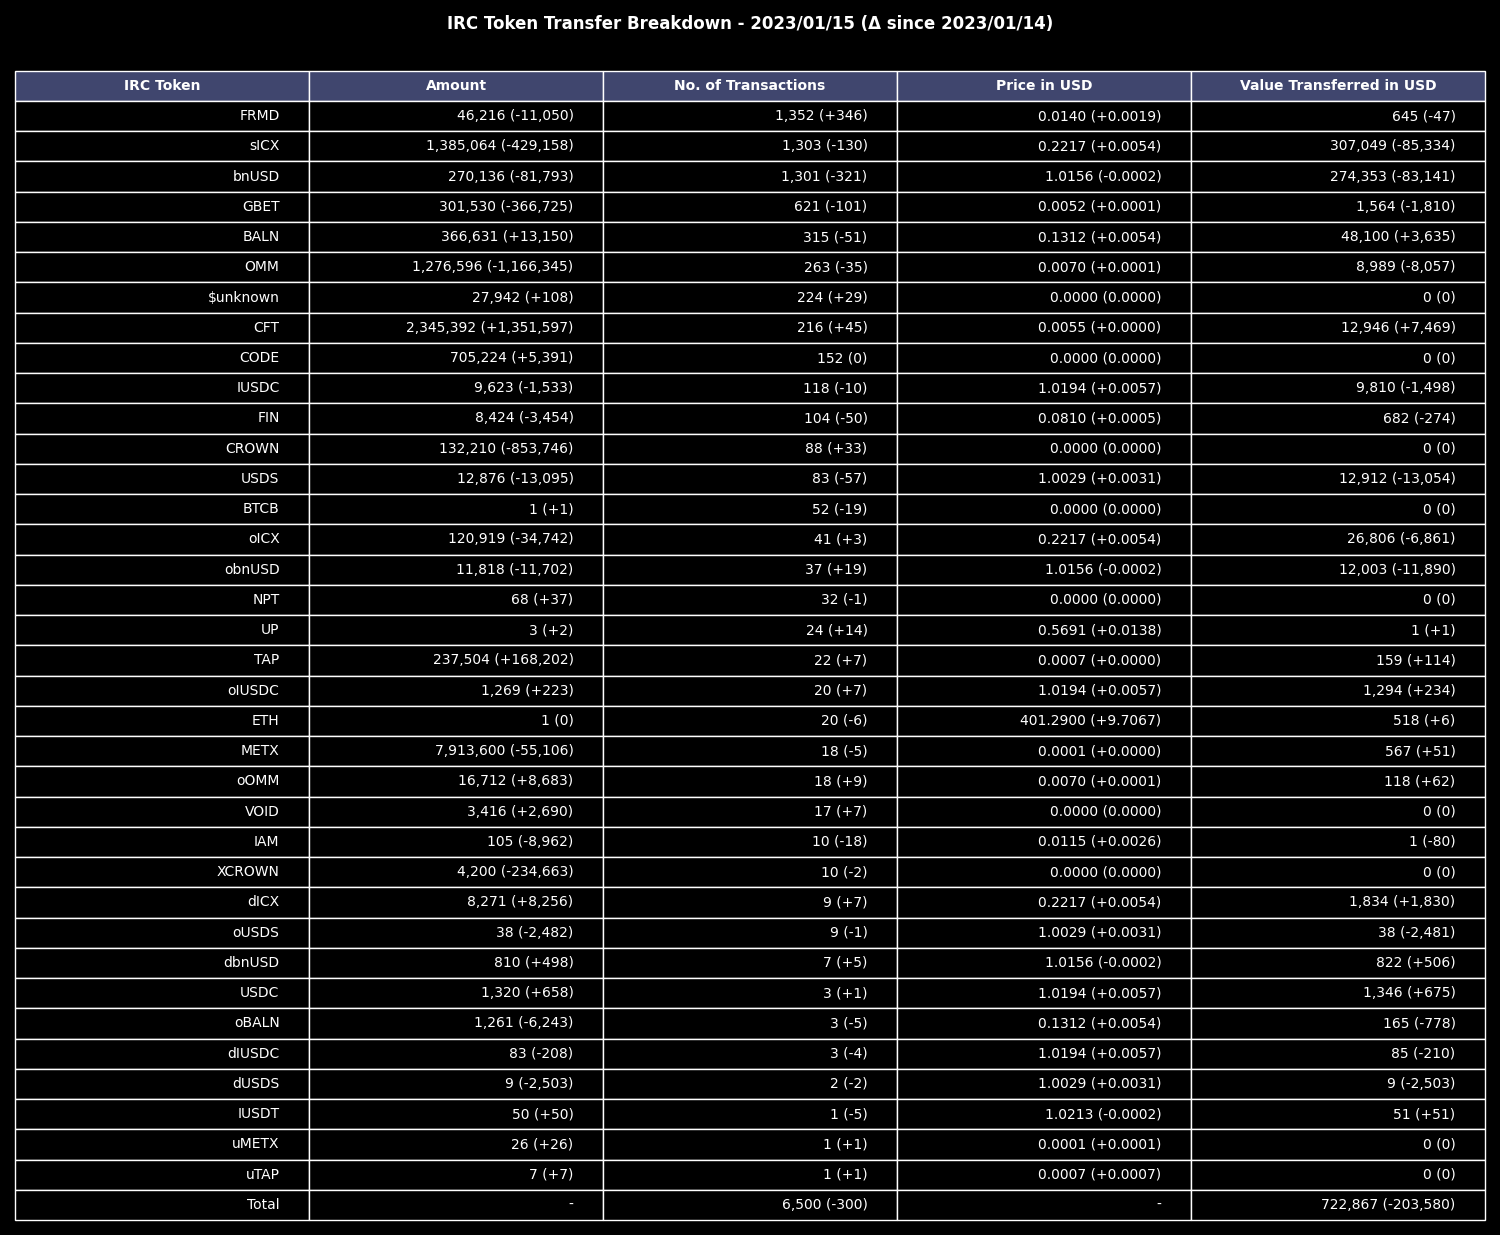 IRC Token Transfer Breakdown - 2023/01/15 (Δ since 2023/01/14)
IRC Token Amount No. of Transactions Price in USD Value Transferred in USD
FRMD 46,216 (-11,050) 1,352 (+346) 0.0140 (+0.0019) 645 (-47)
sICX 1,385,064 (-429,158) 1,303 (-130) 0.2217 (+0.0054) 307,049 (-85,334)
bnUSD 270,136 (-81,793) 1,301 (-321) 1.0156 (-0.0002) 274,353 (-83,141)
GBET 301,530 (-366,725) 621 (-101) 0.0052 (+0.0001) 1,564 (-1,810)
BALN 366,631 (+13,150) 315 (-51) 0.1312 (+0.0054) 48,100 (+3,635)
OMM 1,276,596 (-1,166,345) 263 (-35) 0.0070 (+0.0001) 8,989 (-8,057)
$unknown 27,942 (+108) 224 (+29) 0.0000 (0.0000) 0 (0)
CFT 2,345,392 (+1,351,597) 216 (+45) 0.0055 (+0.0000) 12,946 (+7,469)
CODE 705,224 (+5,391) 152 (0) 0.0000 (0.0000) 0 (0)
IUSDC 9,623 (-1,533) 118 (-10) 1.0194 (+0.0057) 9,810 (-1,498)
FIN 8,424 (-3,454) 104 (-50) 0.0810 (+0.0005) 682 (-274)
CROWN 132,210 (-853,746) 88 (+33) 0.0000 (0.0000) 0 (0)
USDS 12,876 (-13,095) 83 (-57) 1.0029 (+0.0031) 12,912 (-13,054)
BTCB 1 (+1) 52 (-19) 0.0000 (0.0000) 0 (0)
oICX 120,919 (-34,742) 41 (+3) 0.2217 (+0.0054) 26,806 (-6,861)
obnUSD 11,818 (-11,702) 37 (+19) 1.0156 (-0.0002) 12,003 (-11,890)
NPT 68 (+37) 32 (-1) 0.0000 (0.0000) 0 (0)
UP 3 (+2) 24 (+14) 0.5691 (+0.0138) 1 (+1)
TAP 237,504 (+168,202) 22 (+7) 0.0007 (+0.0000) 159 (+114)
oIUSDC 1,269 (+223) 20 (+7) 1.0194 (+0.0057) 1,294 (+234)
ETH 1 (0) 20 (-6) 401.2900 (+9.7067) 518 (+6)
METX 7,913,600 (-55,106) 18 (-5) 0.0001 (+0.0000) 567 (+51)
oOMM 16,712 (+8,683) 18 (+9) 0.0070 (+0.0001) 118 (+62)
VOID 3,416 (+2,690) 17 (+7) 0.0000 (0.0000) 0 (0)
IAM 105 (-8,962) 10 (-18) 0.0115 (+0.0026) 1 (-80)
XCROWN 4,200 (-234,663) 10 (-2) 0.0000 (0.0000) 0 (0)
dICX 8,271 (+8,256) 9 (+7) 0.2217 (+0.0054) 1,834 (+1,830)
oUSDS 38 (-2,482) 9 (-1) 1.0029 (+0.0031) 38 (-2,481)
dbnUSD 810 (+498) 7 (+5) 1.0156 (-0.0002) 822 (+506)
USDC 1,320 (+658) 3 (+1) 1.0194 (+0.0057) 1,346 (+675)
oBALN 1,261 (-6,243) 3 (-5) 0.1312 (+0.0054) 165 (-778)
dIUSDC 83 (-208) 3 (-4) 1.0194 (+0.0057) 85 (-210)
dUSDS 9 (-2,503) 2 (-2) 1.0029 (+0.0031) 9 (-2,503)
IUSDT 50 (+50) 1 (-5) 1.0213 (-0.0002) 51 (+51)
uMETX 26 (+26) 1 (+1) 0.0001 (+0.0001) 0 (0)
uTAP 7 (+7) 1 (+1) 0.0007 (+0.0007) 0 (0)
Total - 6,500 (-300) - 722,867 (-203,580)